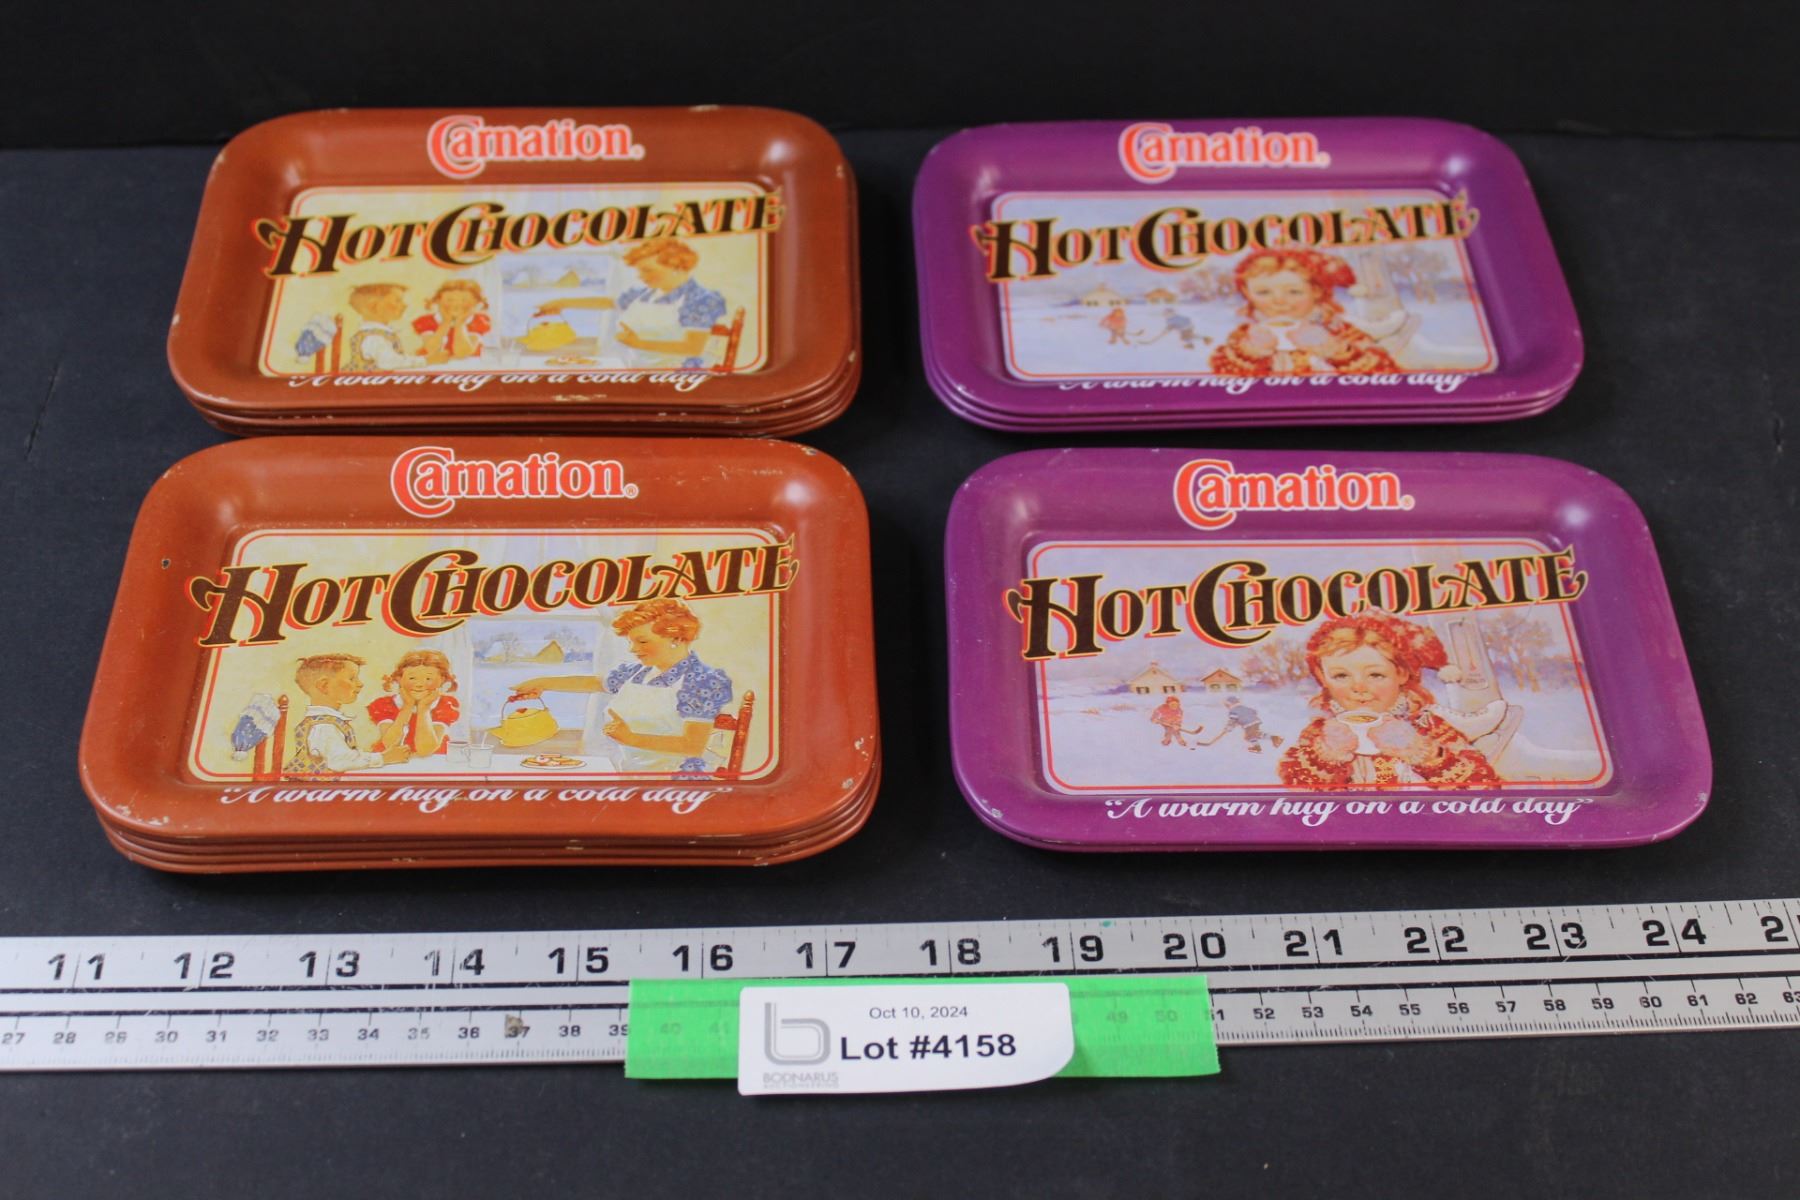 Carnation®
HOT CHOCOLATE
"A warm hug on a cold day"
Carnation®
HOT CHOCOLATE
"A warm hug on a cold day"
Carnation®
HOT CHOCOLATE
"A warm hug on a cold day"
Carnation®
HOT CHOCOLATE
"A warm hug on a cold day"
11 12 13 14 15 16 17 18 19 20 21 22 23 24 2
27 28 29 30 31 32 33 34 35 36 37 38 39 40 41 49 50 51 52 53 54 55 56 57 58 59 60 61 62 63
Oct 10, 2024
Lot #4158
BODNARUS
AUCTIONEERING